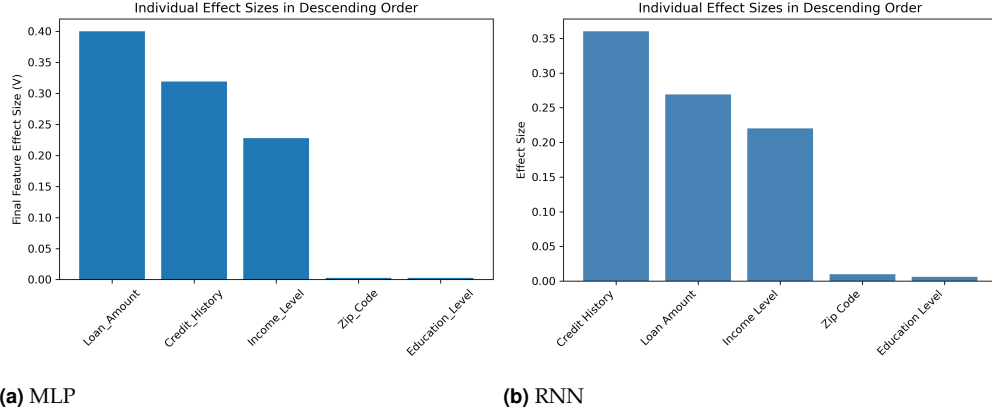 Individual Effect Sizes in Descending Order
Final Feature Effect Size (V)
0.40
0.35
0.30
0.25
0.20
0.15
0.10
0.05
0.00
Loan_Amount
Credit_History
Income_Level
Zip_Code
Education_Level
(a) MLP
Individual Effect Sizes in Descending Order
Effect Size
0.35
0.30
0.25
0.20
0.15
0.10
0.05
0.00
Credit History
Loan Amount
Income Level
Zip Code
Education Level
(b) RNN